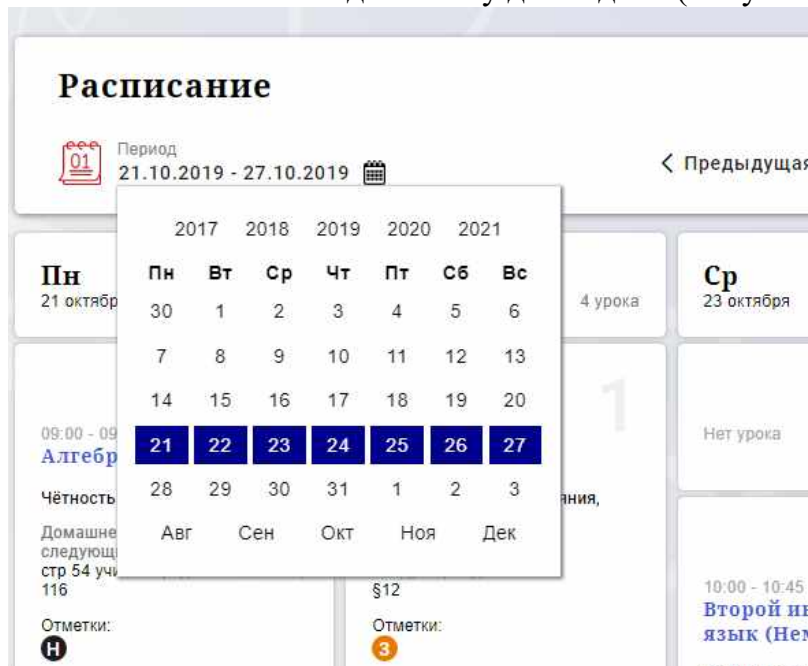 Расписание
01
Период
21.10.2019 - 27.10.2019
Предыдущая
2017 2018 2019 2020 2021
Пн Вт Ср Чт Пт Сб Вс
30 1 2 3 4 5 6
7 8 9 10 11 12 13
14 15 16 17 18 19 20
21 22 23 24 25 26 27
28 29 30 31 1 2 3
Авг Сен Окт Ноя Дек
Пн
21 октябр
09:00 - 09
Алгебр
Чётность
Домашне
следующ
стр 54 уч
116
Отметки:
Н
4 урока
1
яния,
§12
Отметки:
3
Ср
23 октября
Нет урока
10:00 - 10:45
Второй ин
язык (Нем